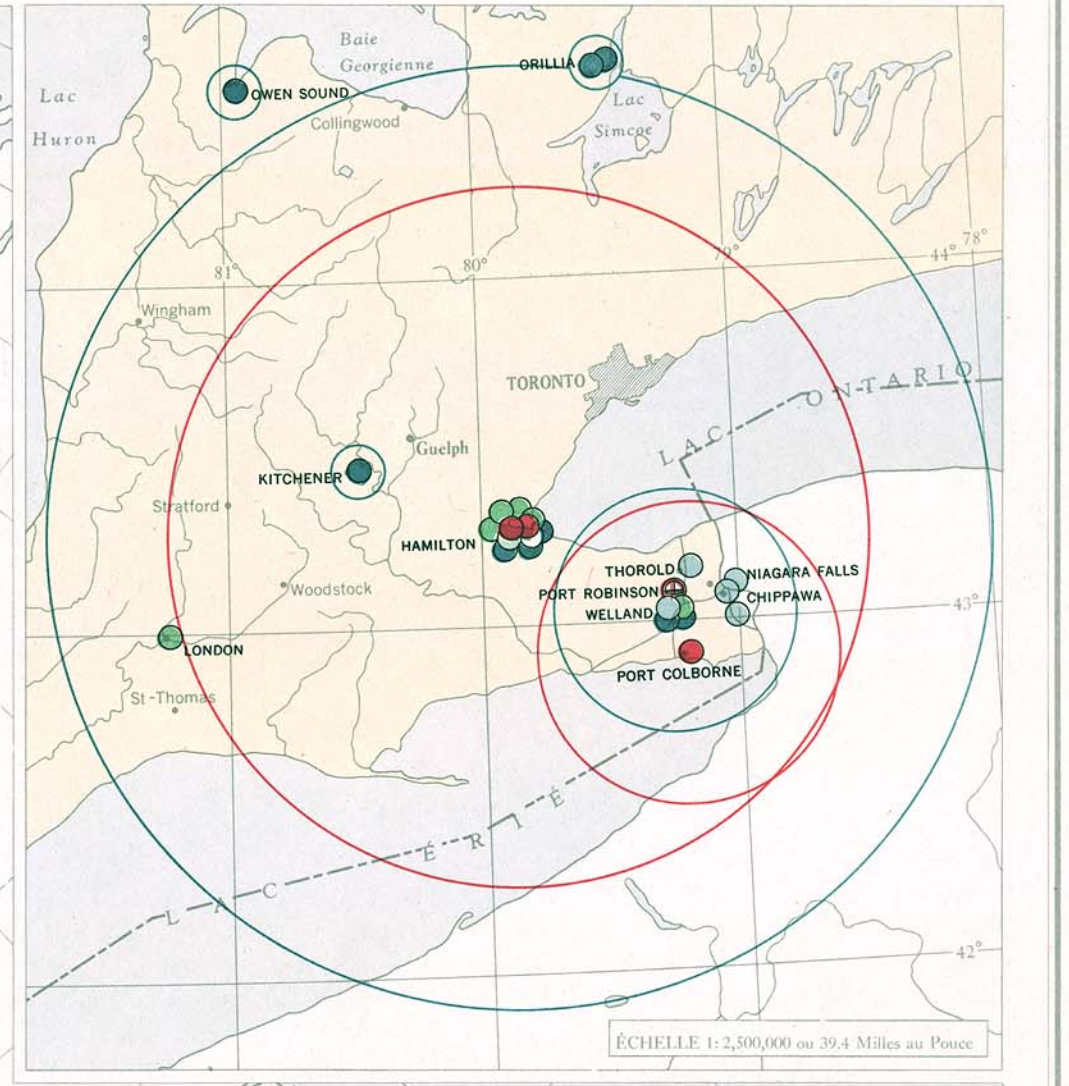 Baie
Georgienne
ORILLIA
Lac
Huron
OWEN SOUND
Lac
Simcoe
Collingwood
81°
80°
79°
44°
78°
Wingham
TORONTO
LAC ONTARIO
Guelph
KITCHENER
Stratford
HAMILTON
THOROLD
NIAGARA FALLS
Woodstock
PORT ROBINSON
CHIPPAWA
WELLAND
43°
LONDON
PORT COLBORNE
St-Thomas
LAC ÉRIÉ
42°
ÉCHELLE 1: 2,500,000 ou 39.4 Milles au Pouce